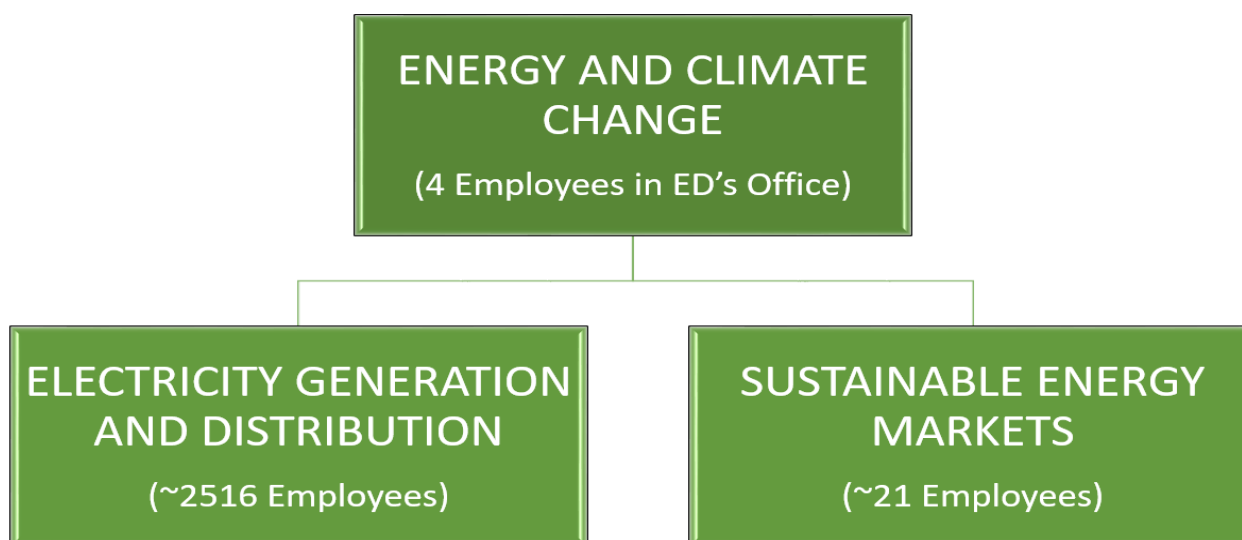 ENERGY AND CLIMATE
CHANGE
(4 Employees in ED’s Office)
ELECTRICITY GENERATION
AND DISTRIBUTION
(~2516 Employees)
SUSTAINABLE ENERGY
MARKETS
(~21 Employees)